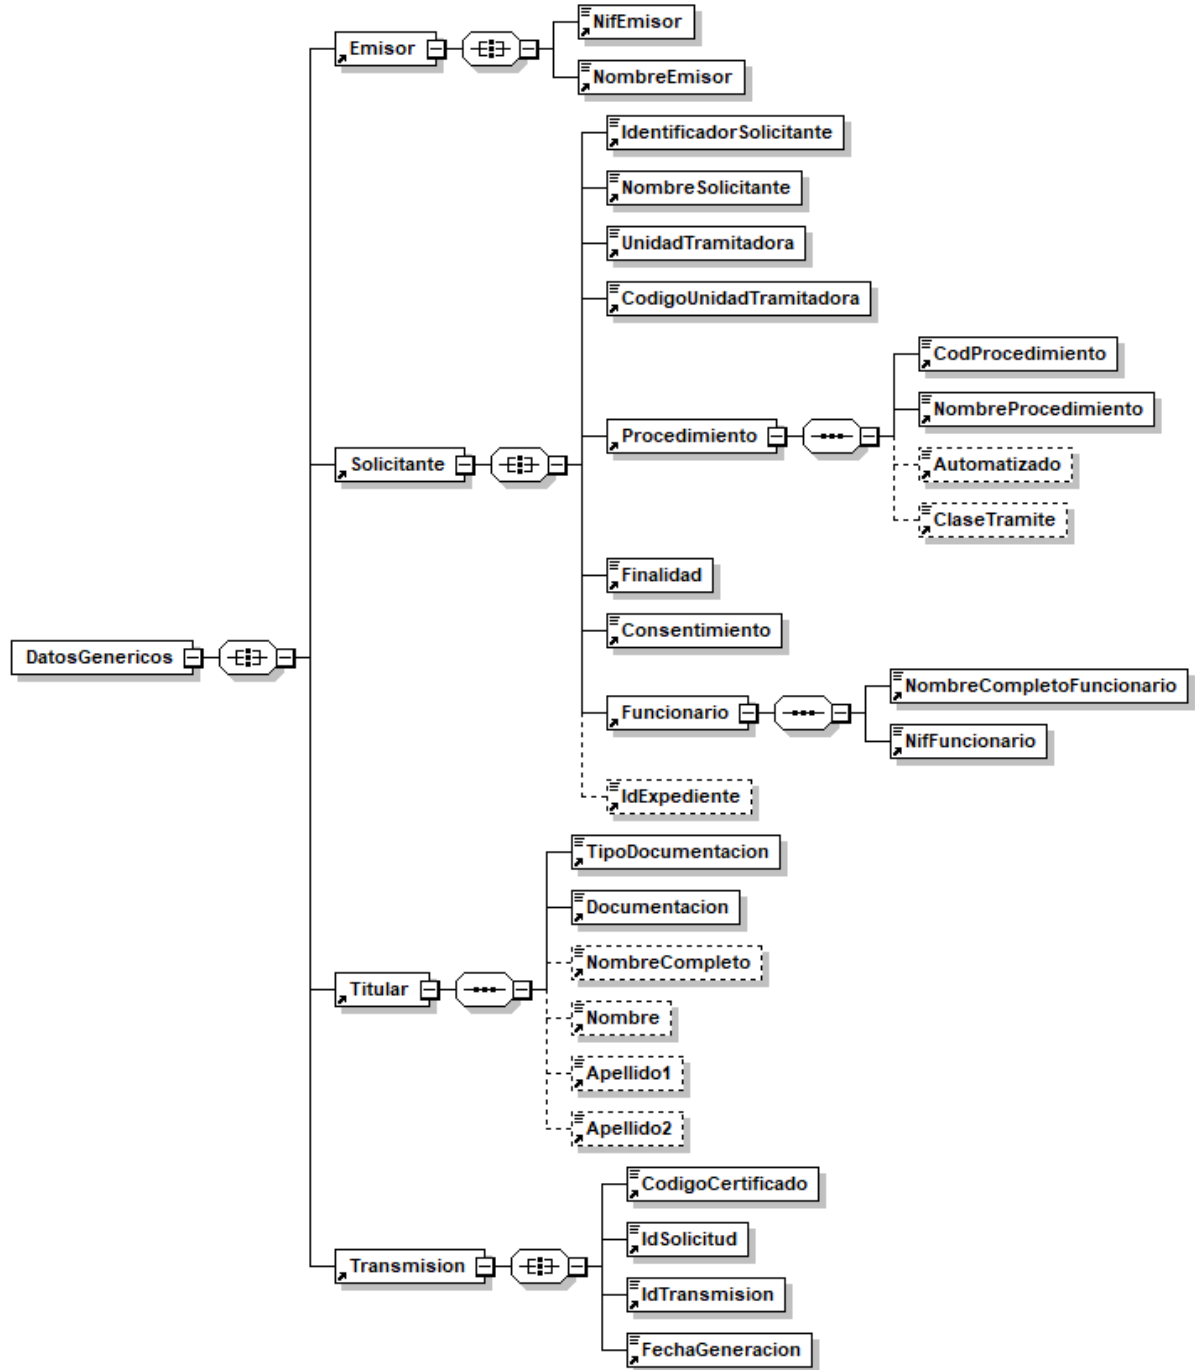 NifEmisor
Emisor
NombreEmisor
IdentificadorSolicitante
NombreSolicitante
UnidadTramitadora
CodigoUnidadTramitadora
CodProcedimiento
NombreProcedimiento
Procedimiento
Solicitante
Automatizado
ClaseTramite
Finalidad
Consentimiento
DatosGenericos
NombreCompletoFuncionario
Funcionario
NifFuncionario
IdExpediente
TipoDocumentacion
Documentacion
NombreCompleto
Titular
Nombre
Apellido1
Apellido2
CodigoCertificado
IdSolicitud
Transmision
IdTransmision
FechaGeneracion